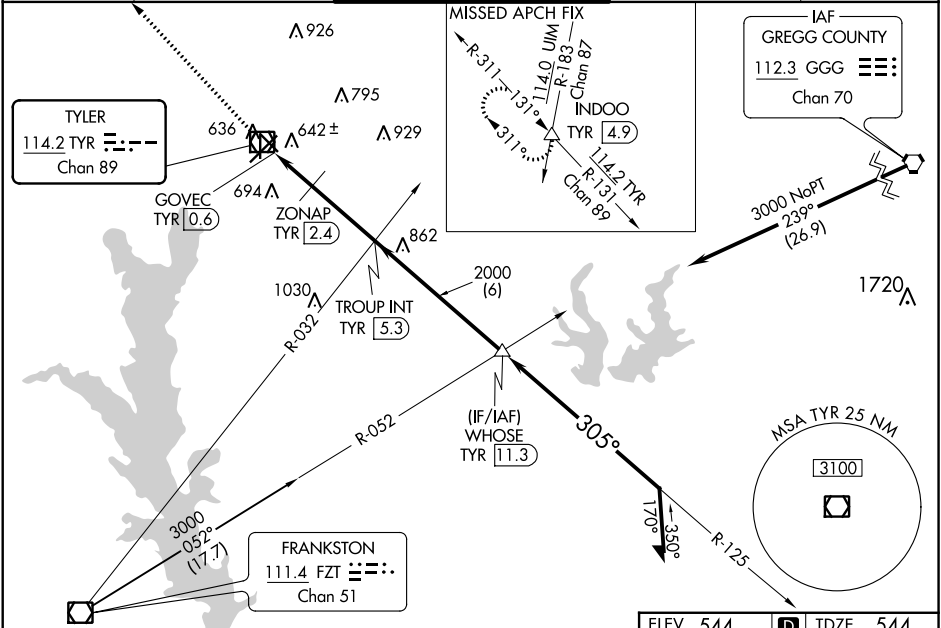 926
795
636
642 ±
929
694
TYLER
114.2 TYR
Chan 89
GOVEC
TYR 0.6
ZONAP
TYR 2.4
862
1030
TROUP INT
TYR 5.3
R-032
2000
(6)
MISSED APCH FIX
R-311
131°
311°
114.0 UIM
R-183
Chan 87
INDOO
TYR 4.9
114.2 TYR
R-131
Chan 89
IAF
GREGG COUNTY
112.3 GGG
Chan 70
3000 NoPT
239°
(26.9)
1720
R-052
(IF/IAF)
WHOSE
TYR 11.3
305°
170°
350°
R-125
MSA TYR 25 NM
3100
3000
052°
(17.7)
FRANKSTON
111.4 FZT
Chan 51
ELEV 544 D TDZE 544